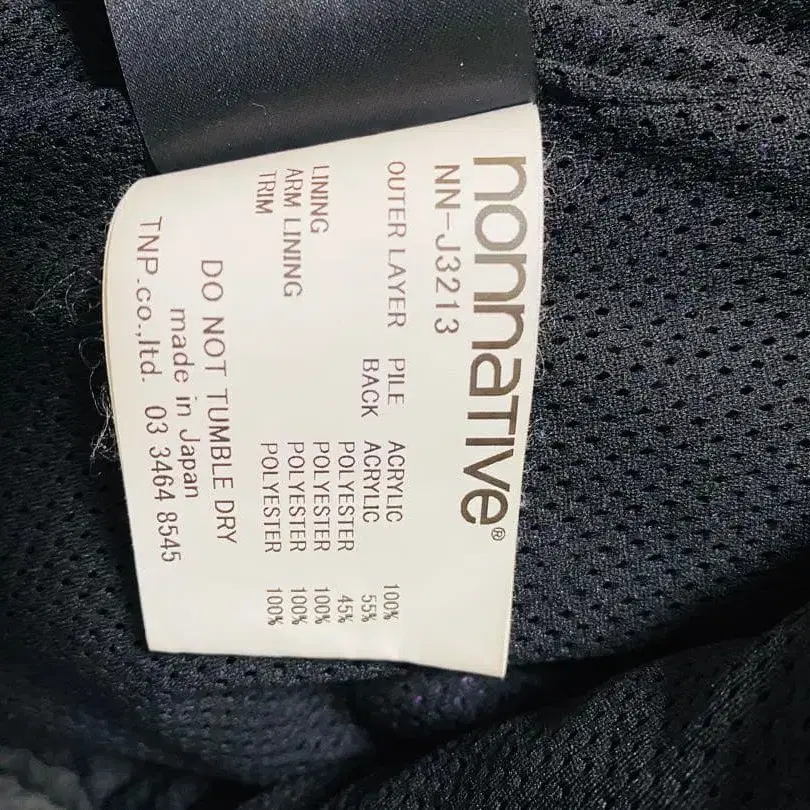 nonnative®
NN-J3213
OUTER LAYER PILE ACRYLIC 100%
BACK ACRYLIC 55%
POLYESTER 45%
LINING POLYESTER 100%
ARM LINING POLYESTER 100%
TRIM POLYESTER 100%
DO NOT TUMBLE DRY
made in Japan
TNP.co.,ltd. 03 3464 8545